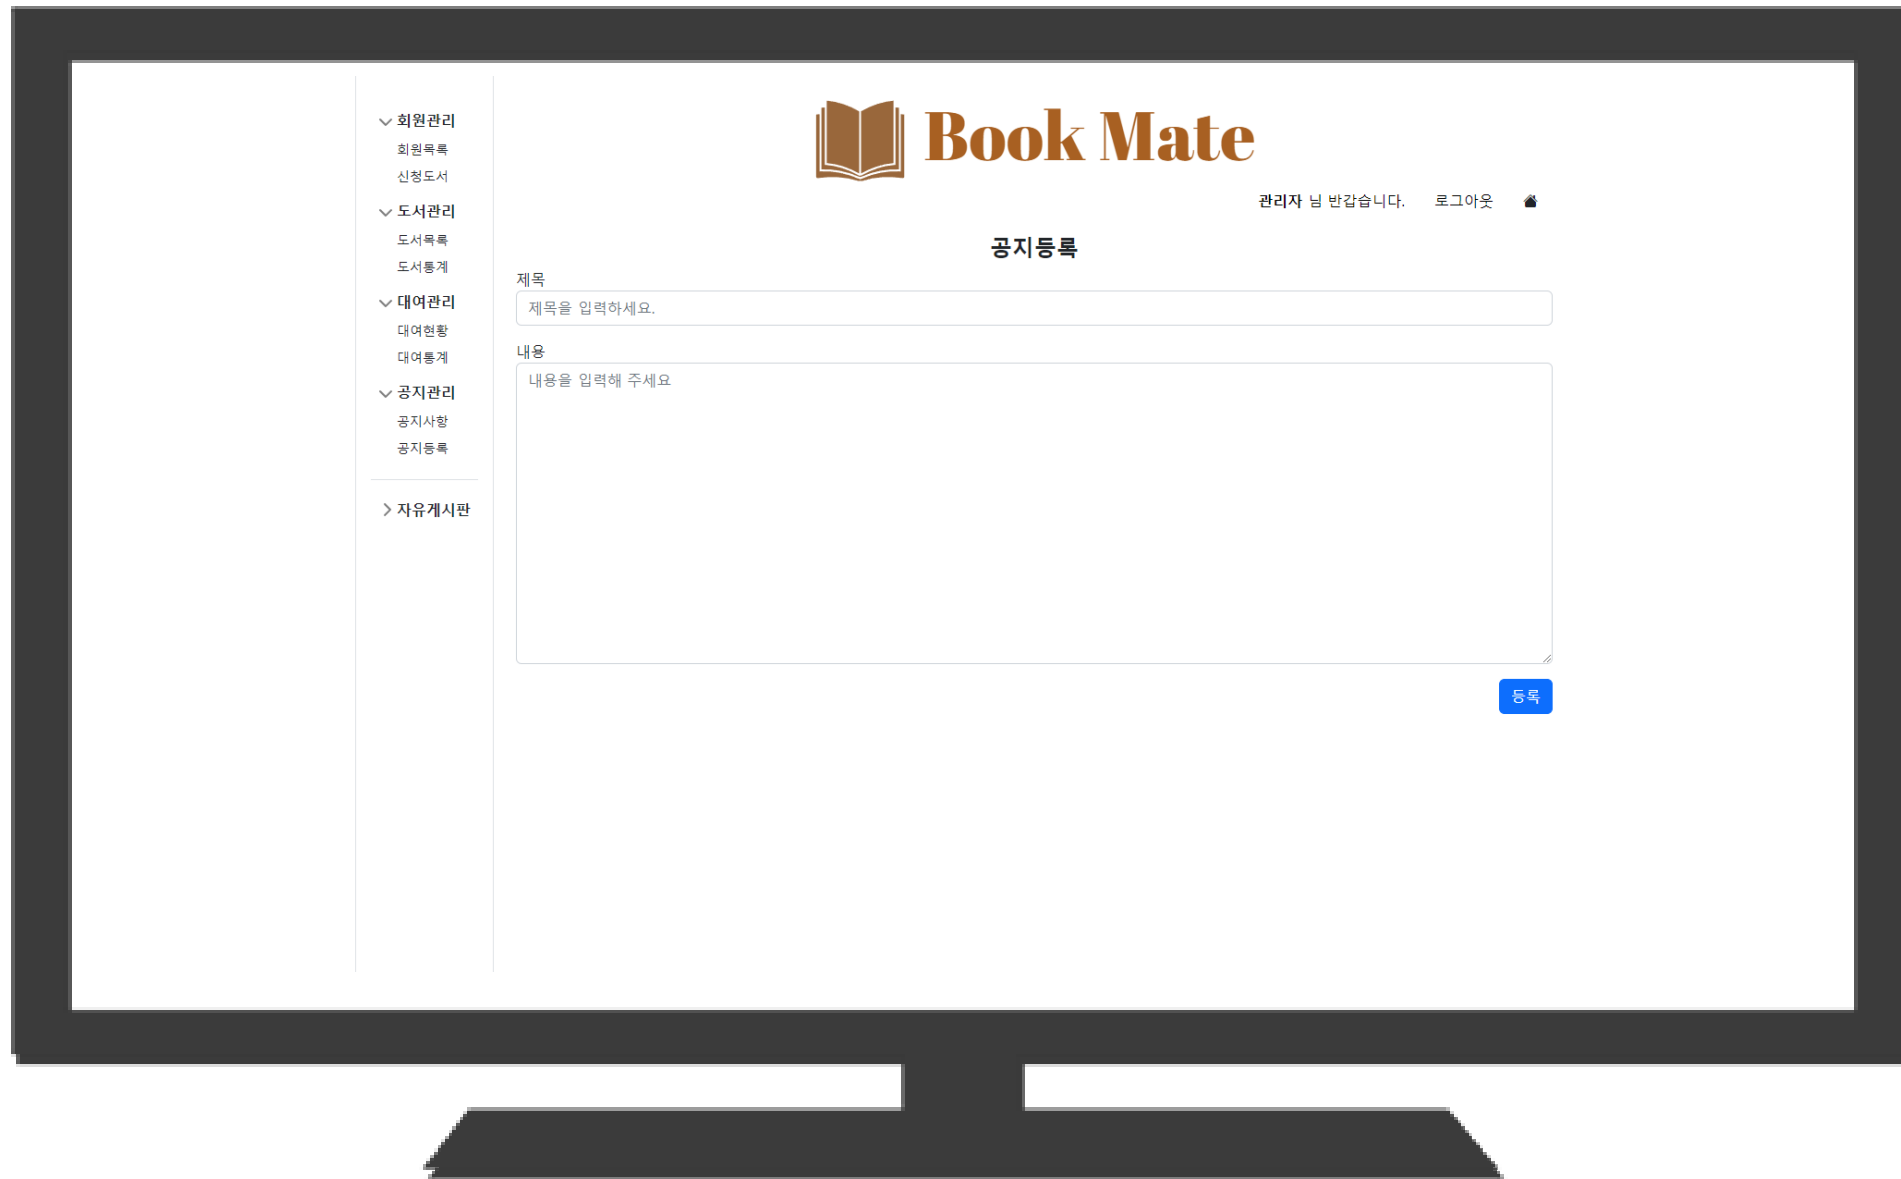 회원관리
회원목록
신청도서
도서관리
도서목록
도서통계
대여관리
대여현황
대여통계
공지관리
공지사항
공지등록
자유게시판
Book Mate
관리자 님 반갑습니다. 로그아웃
공지등록
제목
제목을 입력하세요.
내용
내용을 입력해 주세요
등록